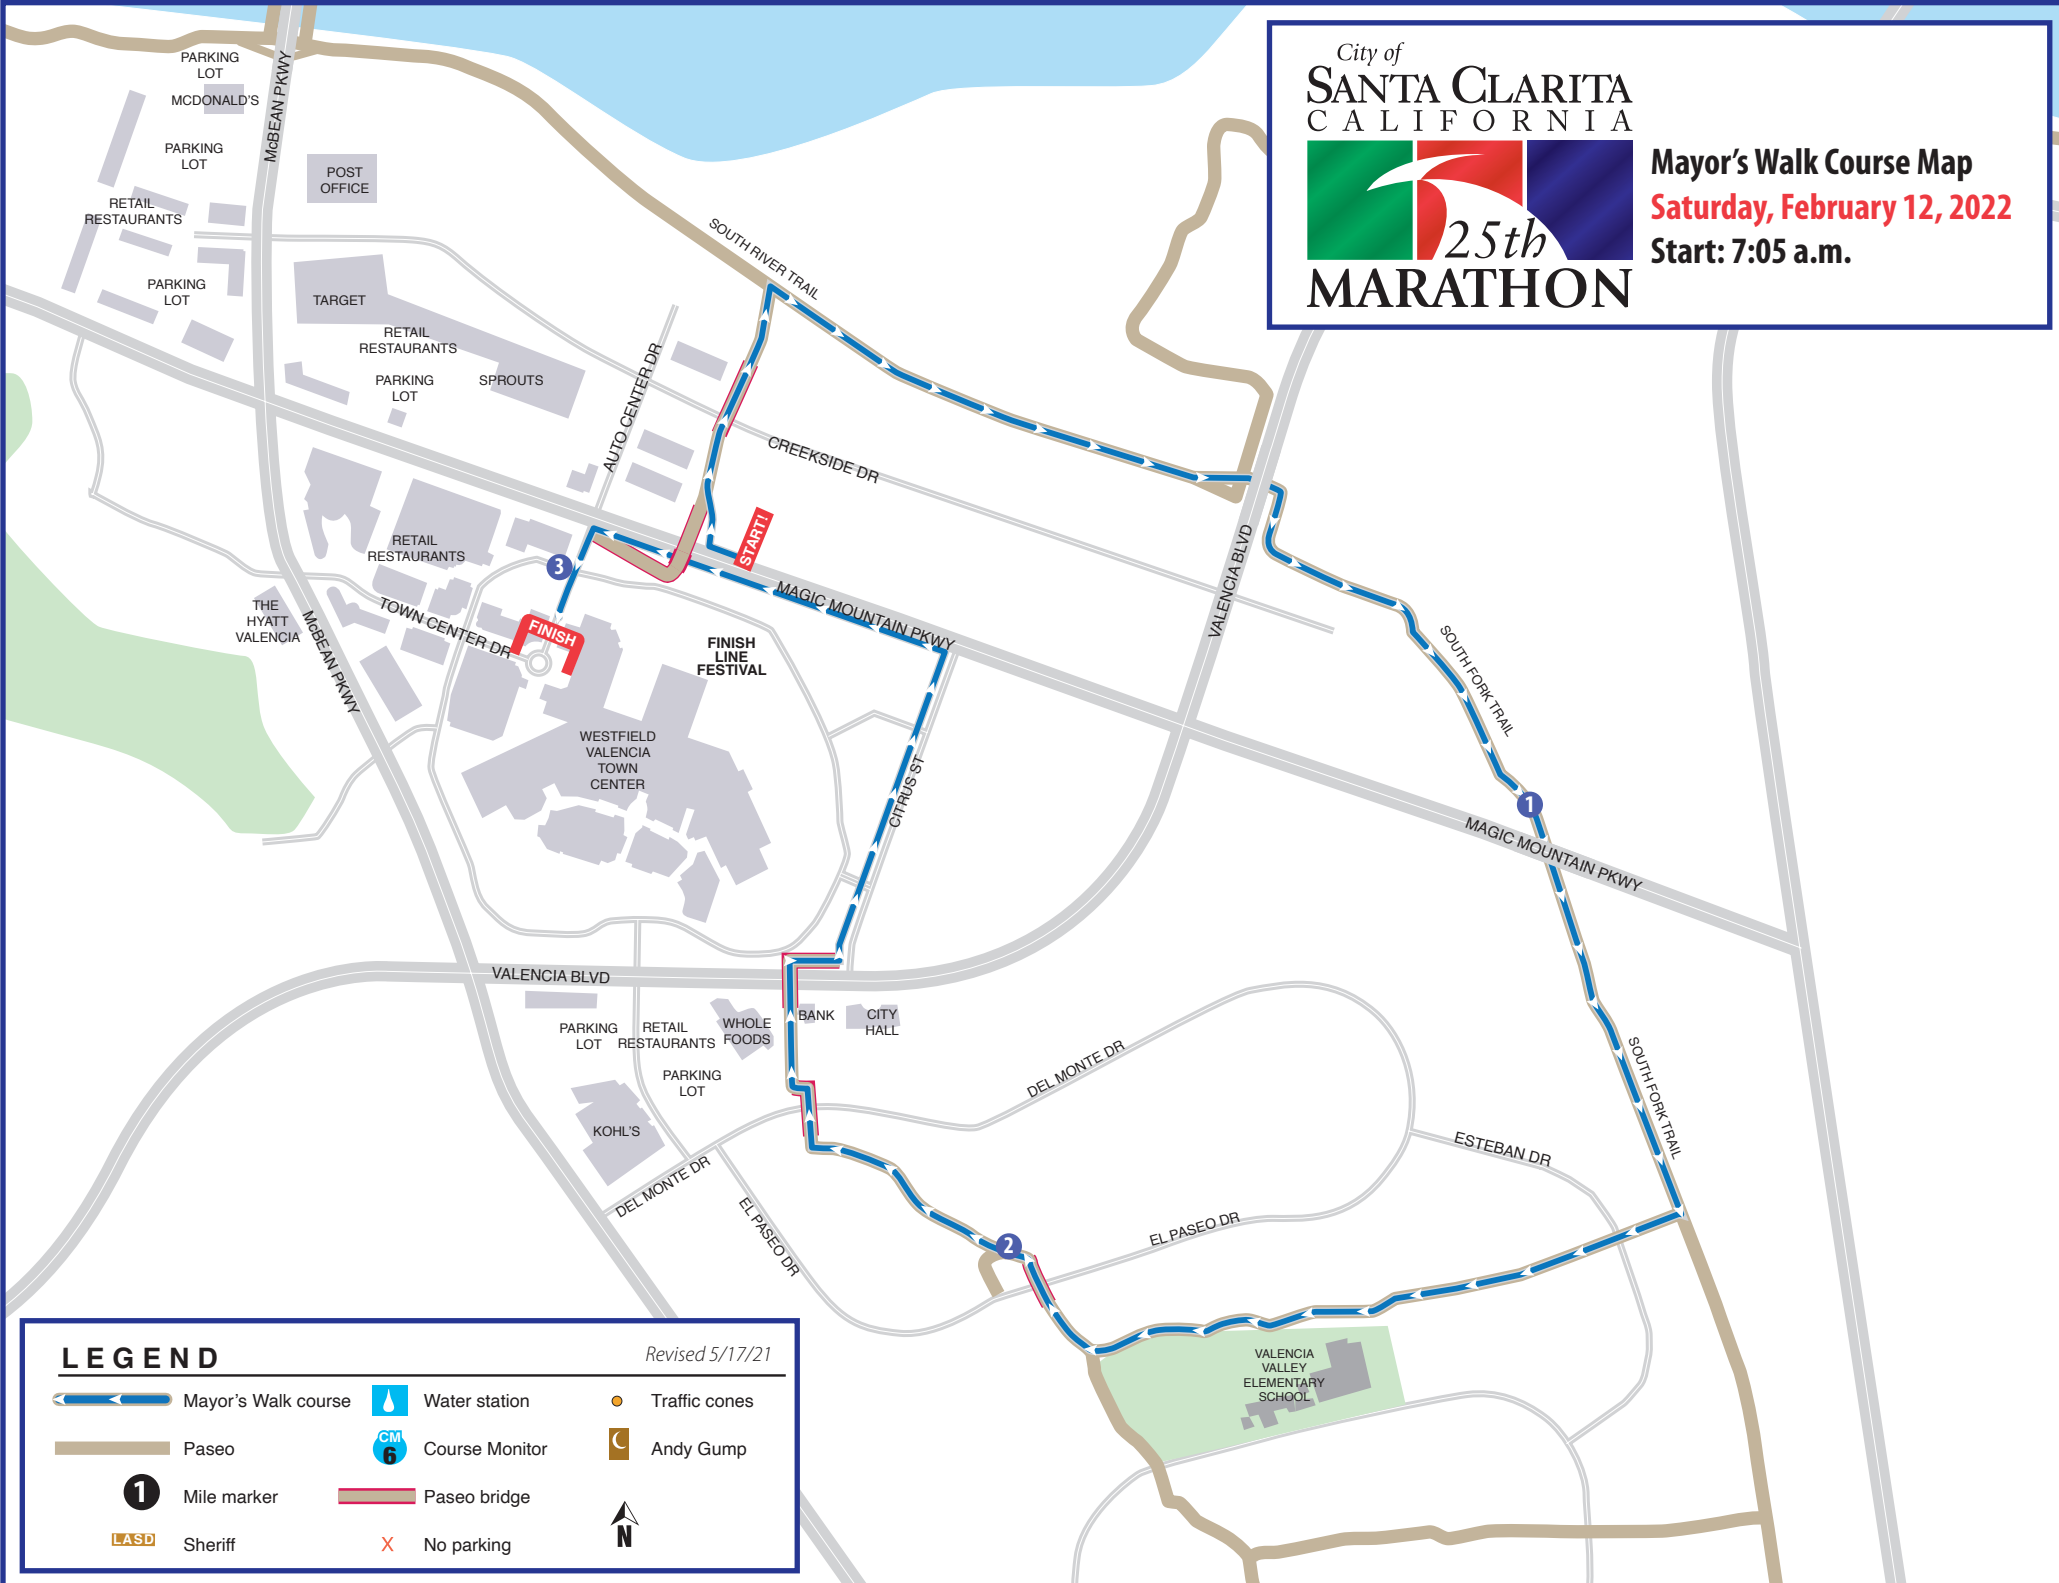 City of
SANTA CLARITA
CALIFORNIA
25th
MARATHON
Mayor's Walk Course Map
Saturday, February 12, 2022
Start: 7:05 a.m.
PARKING
LOT
MCDONALD'S
McBEAN PKWY
PARKING
LOT
POST
OFFICE
RETAIL
RESTAURANTS
PARKING
LOT
TARGET
RETAIL
RESTAURANTS
PARKING
LOT
SPROUTS
SOUTH RIVER TRAIL
AUTO CENTER DR
CREEKSIDE DR
START!
VALENCIA BLVD
RETAIL
RESTAURANTS
3
MAGIC MOUNTAIN PKWY
THE
HYATT
VALENCIA
McBEAN PKWY
TOWN CENTER DR
FINISH
FINISH
LINE
FESTIVAL
SOUTH FORK TRAIL
WESTFIELD
VALENCIA
TOWN
CENTER
CITRUS ST
1
MAGIC MOUNTAIN PKWY
VALENCIA BLVD
PARKING
LOT
RETAIL
RESTAURANTS
WHOLE
FOODS
BANK
CITY
HALL
PARKING
LOT
KOHL'S
DEL MONTE DR
SOUTH FORK TRAIL
ESTEBAN DR
DEL MONTE DR
EL PASEO DR
EL PASEO DR
2
VALENCIA
VALLEY
ELEMENTARY
SCHOOL
LEGEND
Revised 5/17/21
Mayor's Walk course
Water station
Traffic cones
Paseo
CM
6
Course Monitor
Andy Gump
1
Mile marker
Paseo bridge
LASD
Sheriff
X
No parking
N